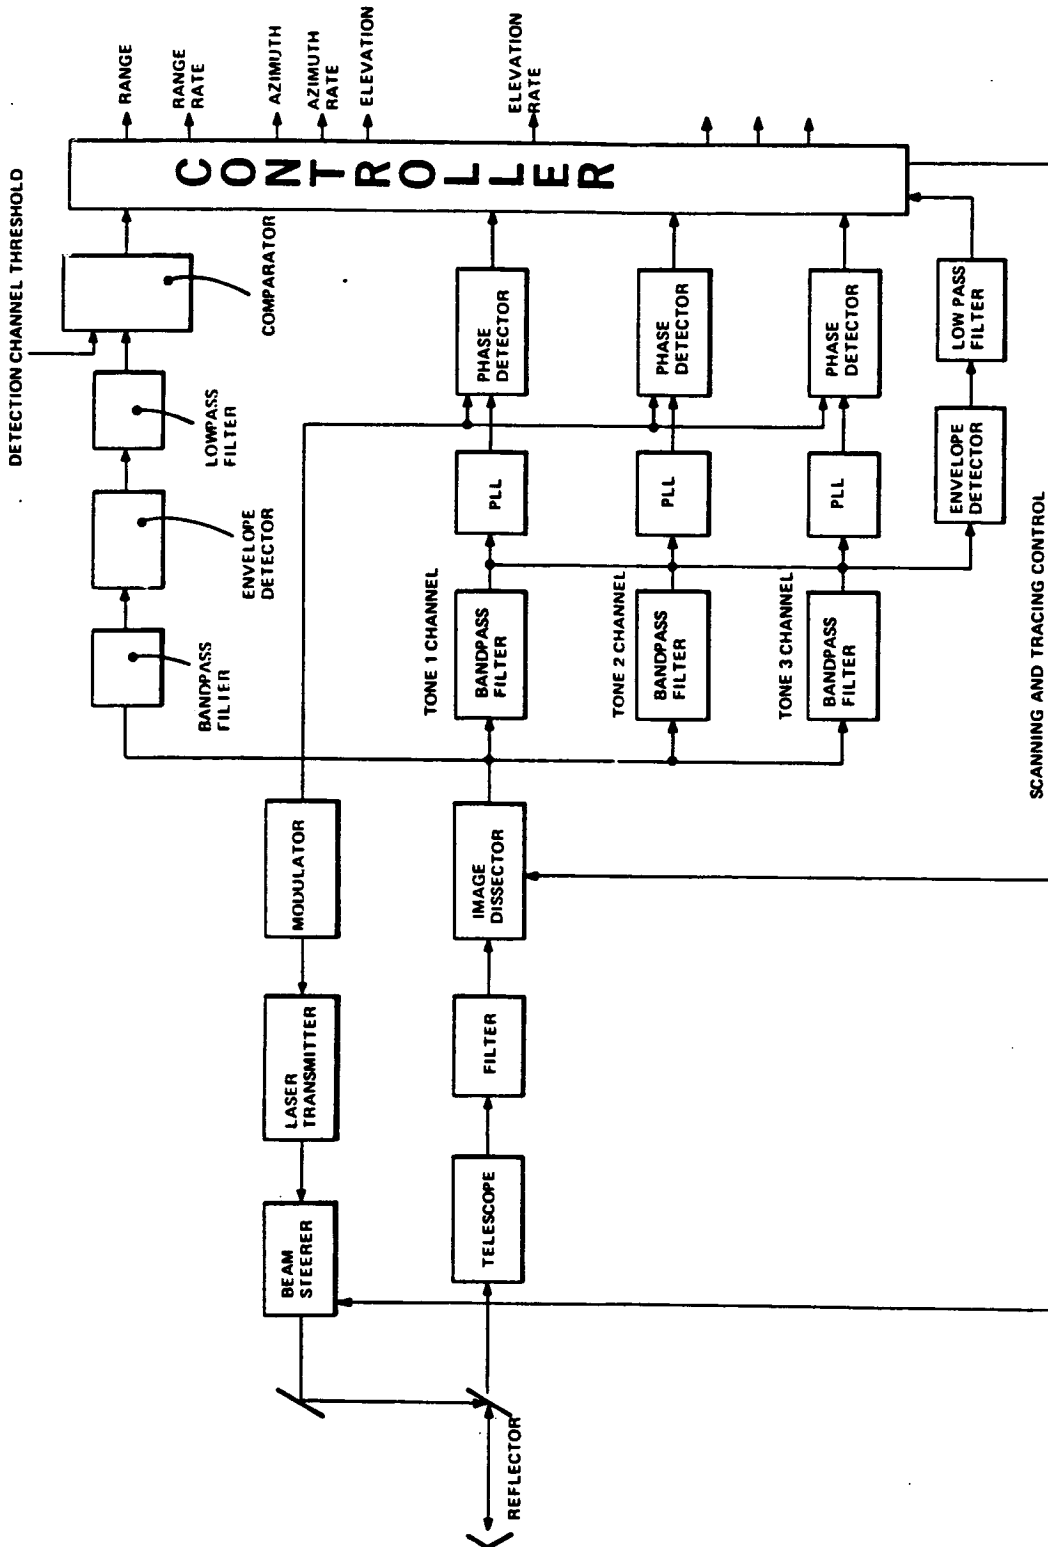 DETECTION CHANNEL THRESHOLD
BANDPASS
FILTER
ENVELOPE
DETECTOR
LOWPASS
FILTER
COMPARATOR
CONTROLLER
RANGE
RANGE
RATE
AZIMUTH
AZIMUTH
RATE
ELEVATION
ELEVATION
RATE
BEAM
STEERER
LASER
TRANSMITTER
MODULATOR
REFLECTOR
TELESCOPE
FILTER
IMAGE
DISSECTOR
TONE 1 CHANNEL
BANDPASS
FILTER
PLL
PHASE
DETECTOR
TONE 2 CHANNEL
BANDPASS
FILTER
PLL
PHASE
DETECTOR
TONE 3 CHANNEL
BANDPASS
FILTER
PLL
PHASE
DETECTOR
ENVELOPE
DETECTOR
LOW PASS
FILTER
SCANNING AND TRACING CONTROL